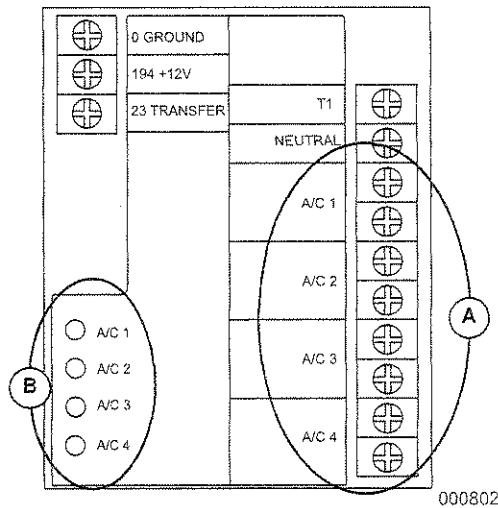 0 GROUND
194 +12V
23 TRANSFER
T1
NEUTRAL
A/C 1
A/C 2
A/C 3
A/C 4
A
A/C 1
A/C 2
A/C 3
A/C 4
B
000802